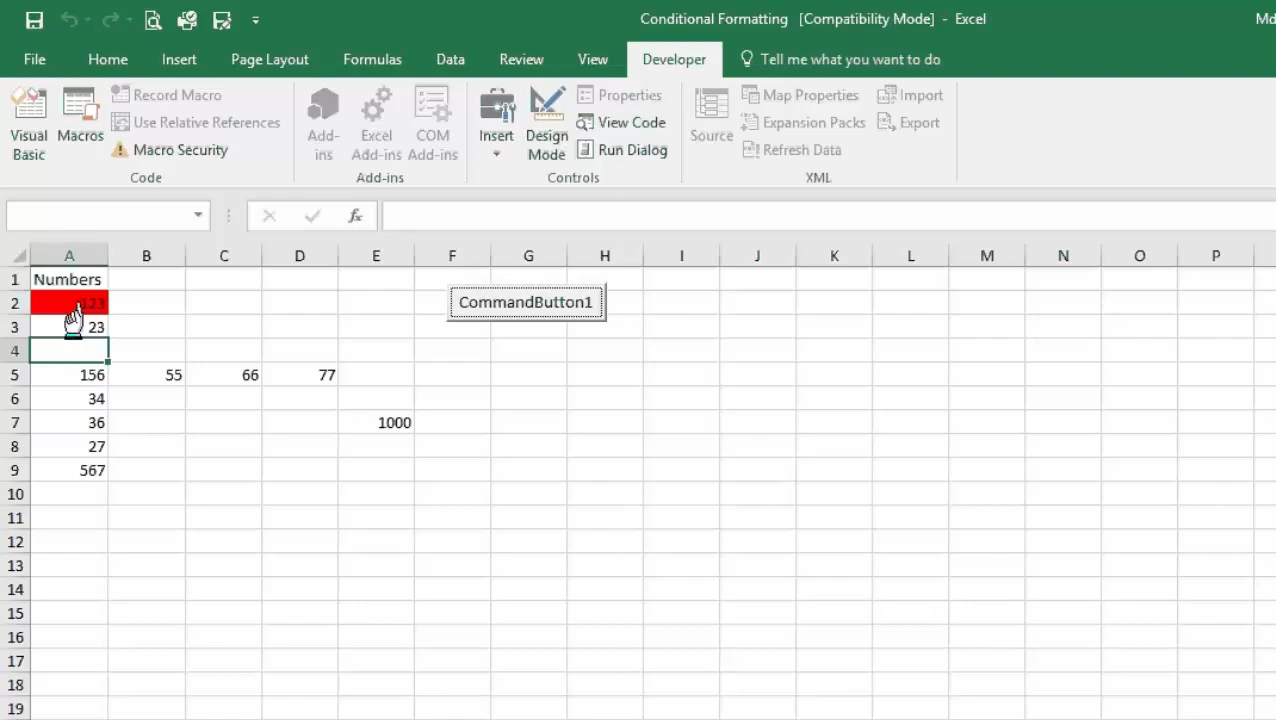 Conditional Formatting [Compatibility Mode] - Excel
Md
File Home Insert Page Layout Formulas Data Review View Developer Tell me what you want to do
Visual Basic
Macros
Record Macro
Use Relative References
Macro Security
Code
Add-ins
Excel Add-ins
COM Add-ins
Add-ins
Insert
Design Mode
Properties
View Code
Run Dialog
Controls
Source
Map Properties
Expansion Packs
Refresh Data
Import
Export
XML
fx
A B C D E F G H I J K L M N O P
1 Numbers
2 123
CommandButton1
3 23
4
5 156 55 66 77
6 34
7 36 1000
8 27
9 567
10
11
12
13
14
15
16
17
18
19